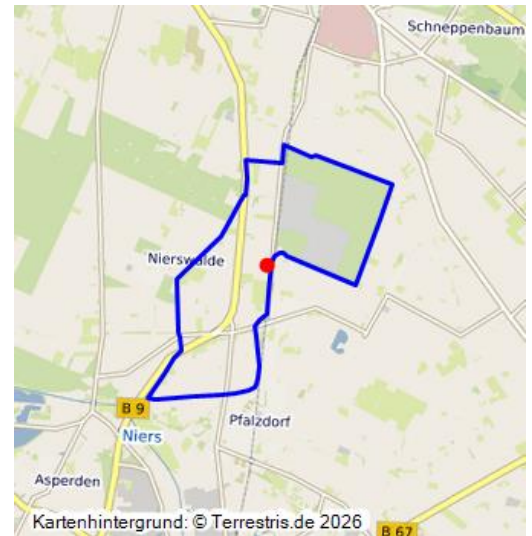 Schneppenbaum
Nierswalde
B 9
Niers
Pfalzdorf
Asperden
Kartenhintergrund: © Terrestris.de 2026
B 67